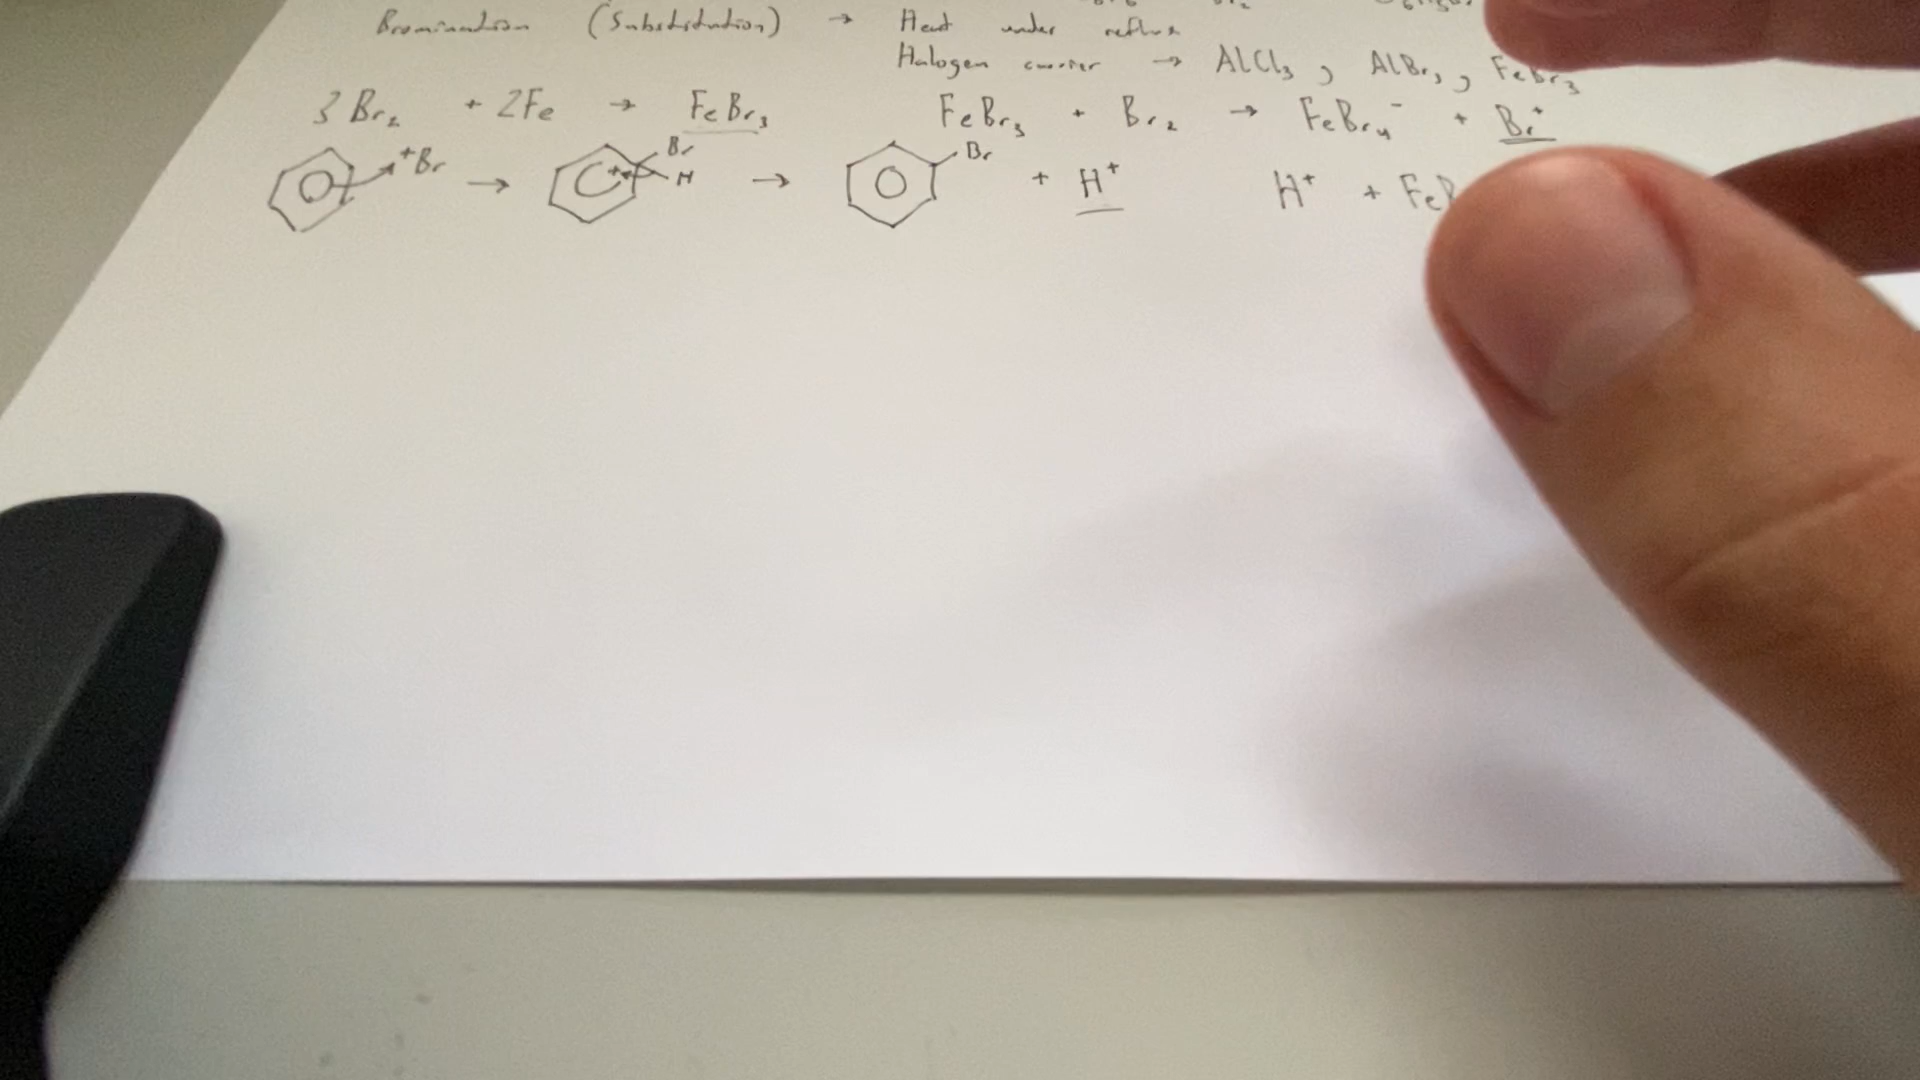 Bromination (Substitution) → Heat under reflux
Halogen carrier → AlCl₃, AlBr₃, FeBr₃
3Br₂ + 2Fe → FeBr₃ FeBr₃ + Br₂ → FeBr₄⁻ + Br⁺
⁺Br → Br H → Br + H⁺ H⁺ + Fe